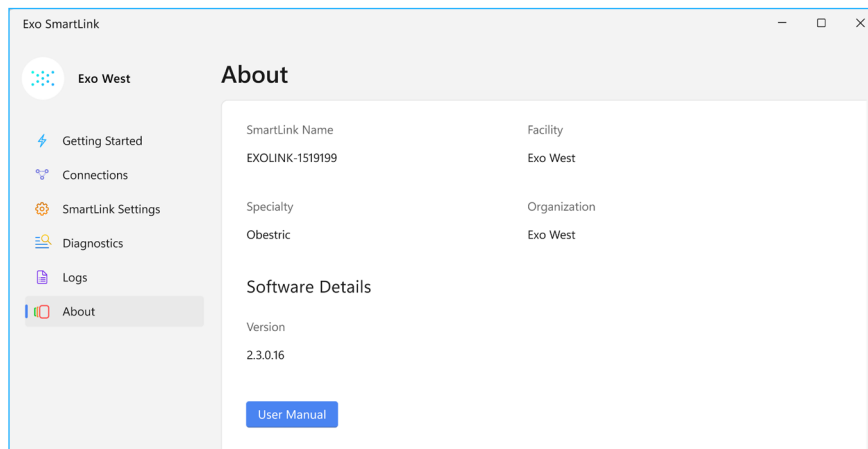 Exo SmartLink
Exo West
Getting Started
Connections
SmartLink Settings
Diagnostics
Logs
About
About
SmartLink Name
Facility
EXOLINK-1519199
Exo West
Specialty
Organization
Obestric
Exo West
Software Details
Version
2.3.0.16
User Manual